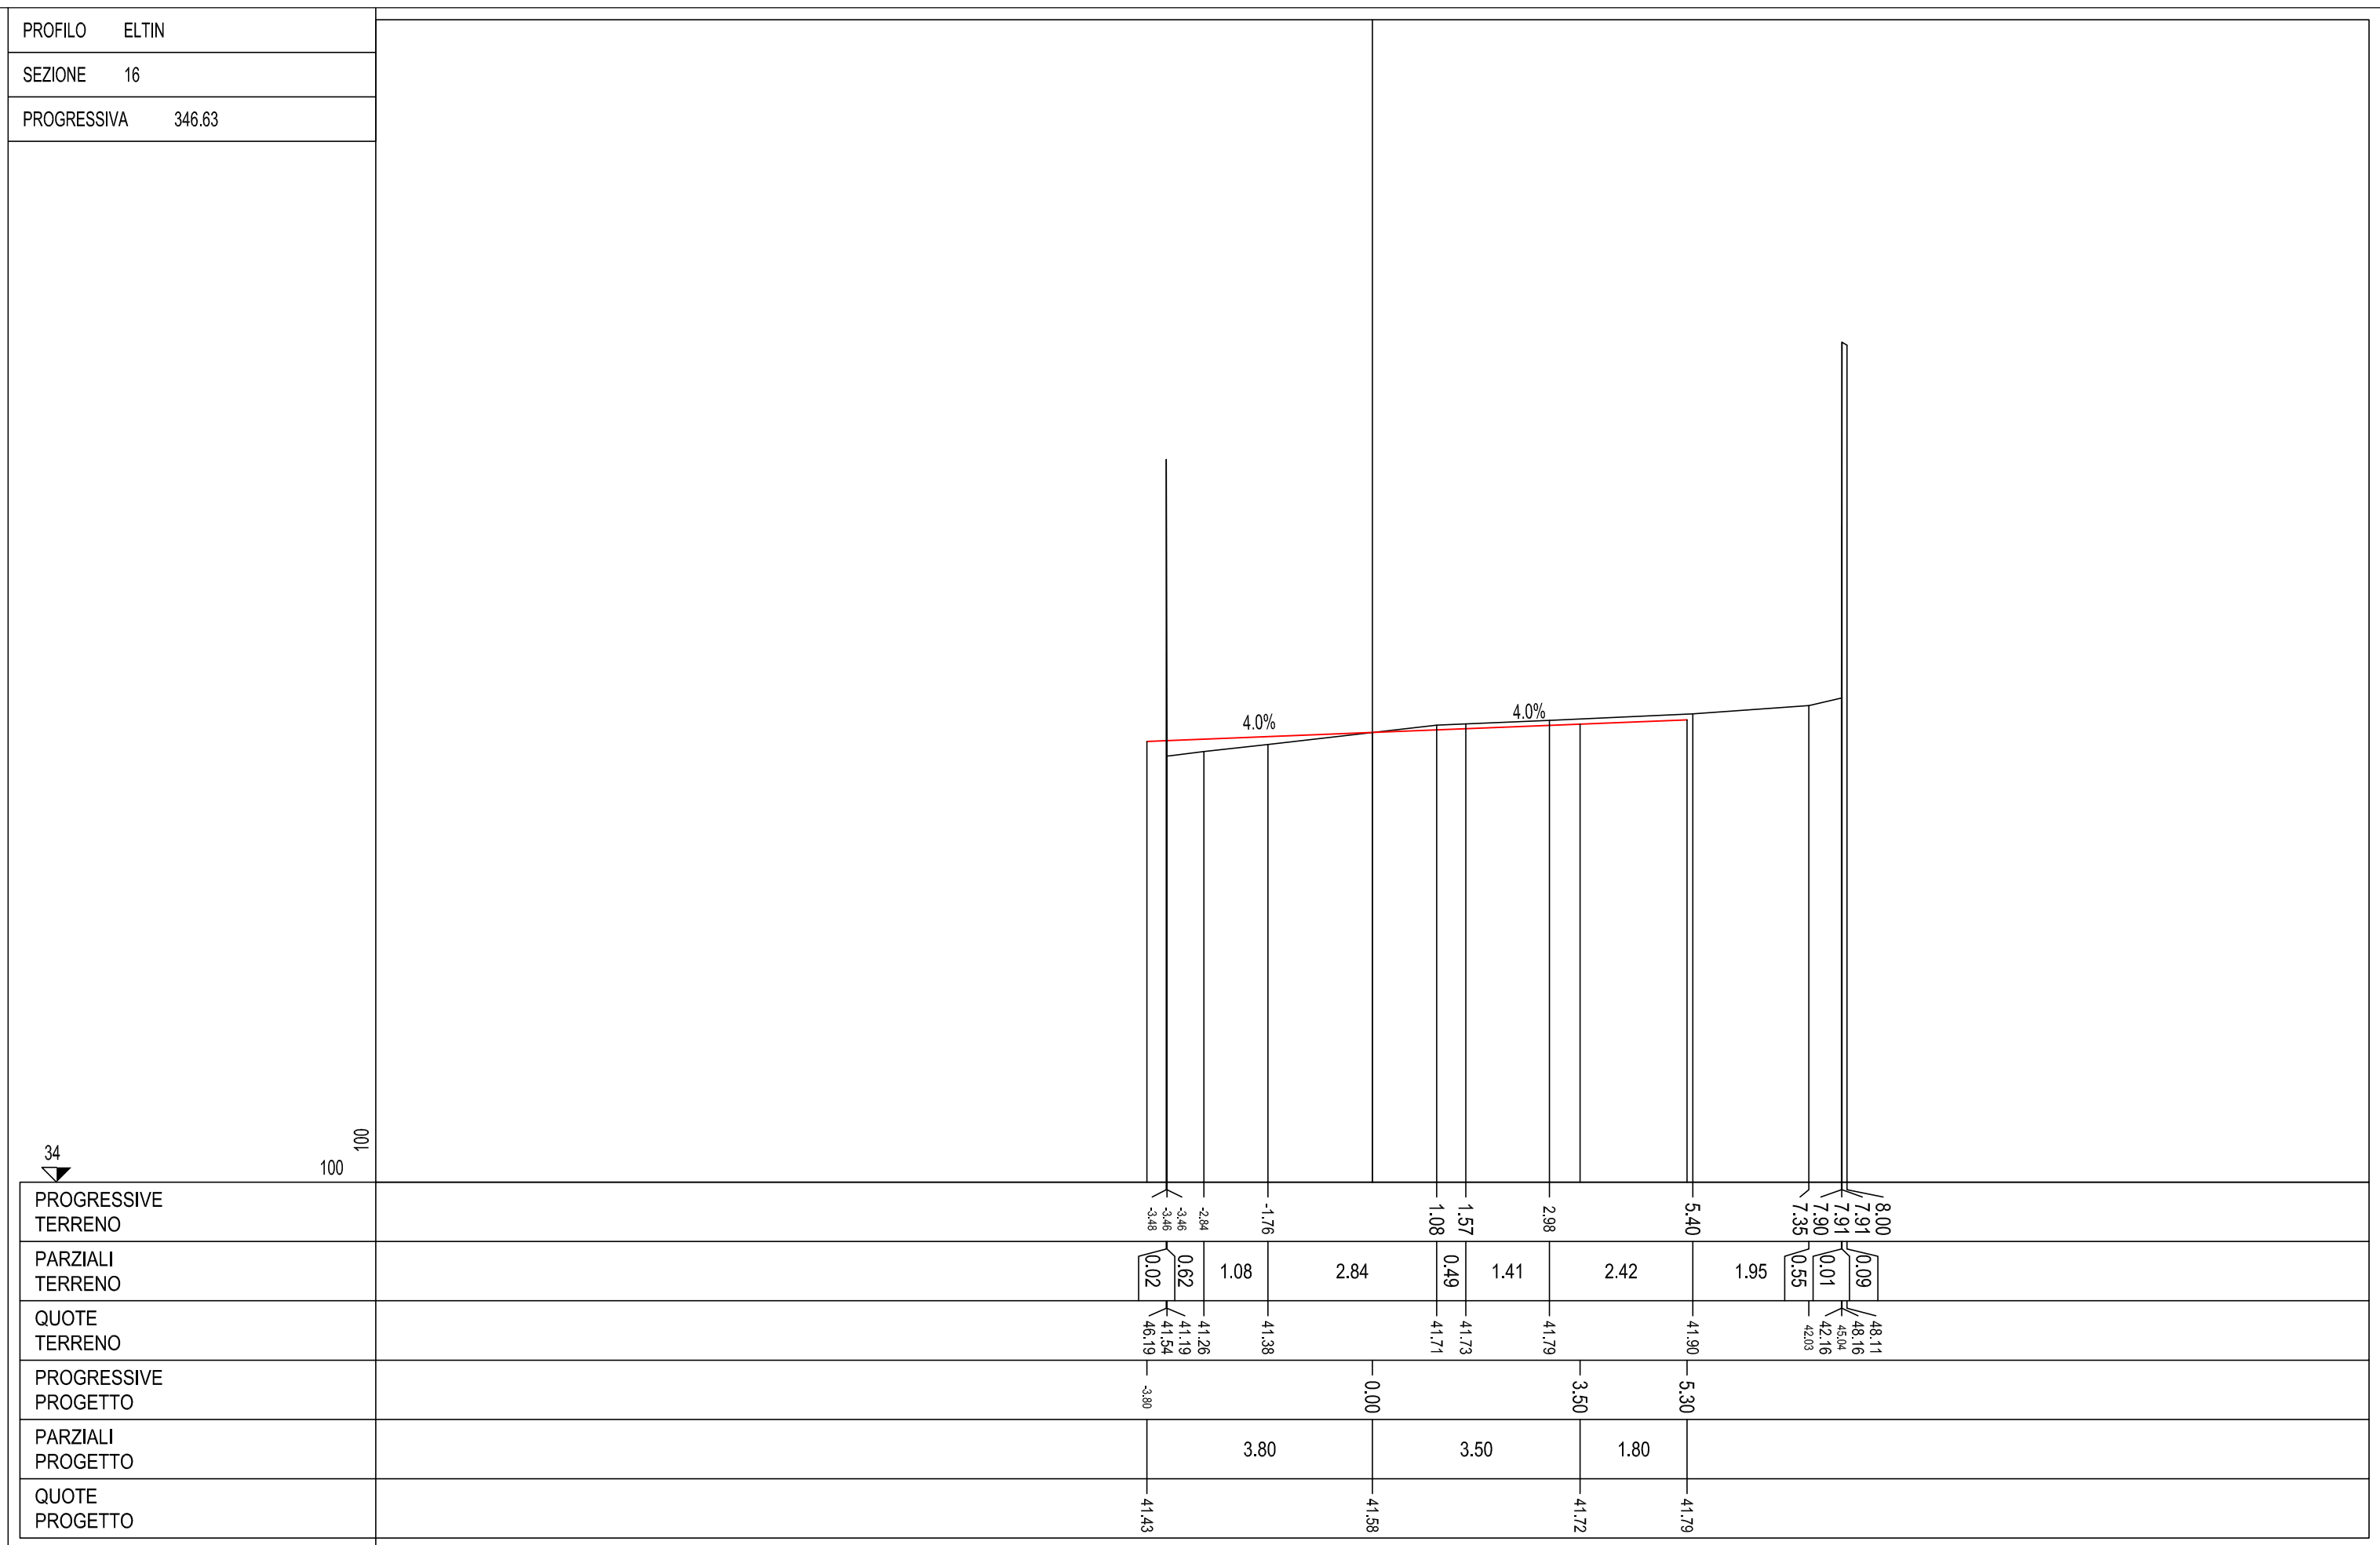 PROFILO ELTIN
SEZIONE 16
PROGRESSIVA 346.63
4.0% 4.0%
34
100
100
PROGRESSIVE
TERRENO
-3.48 -3.46 -3.46 -2.84 -1.76 1.08 1.57 2.98 5.40 7.35 7.90 7.91 7.91 8.00
PARZIALI
TERRENO
0.02 0.62 1.08 2.84 0.49 1.41 2.42 1.95 0.55 0.01 0.09
QUOTE
TERRENO
46.19 41.54 41.19 41.26 41.38 41.71 41.73 41.79 41.90 42.03 42.16 45.04 48.16 48.11
PROGRESSIVE
PROGETTO
-3.80 0.00 3.50 5.30
PARZIALI
PROGETTO
3.80 3.50 1.80
QUOTE
PROGETTO
41.43 41.58 41.72 41.79